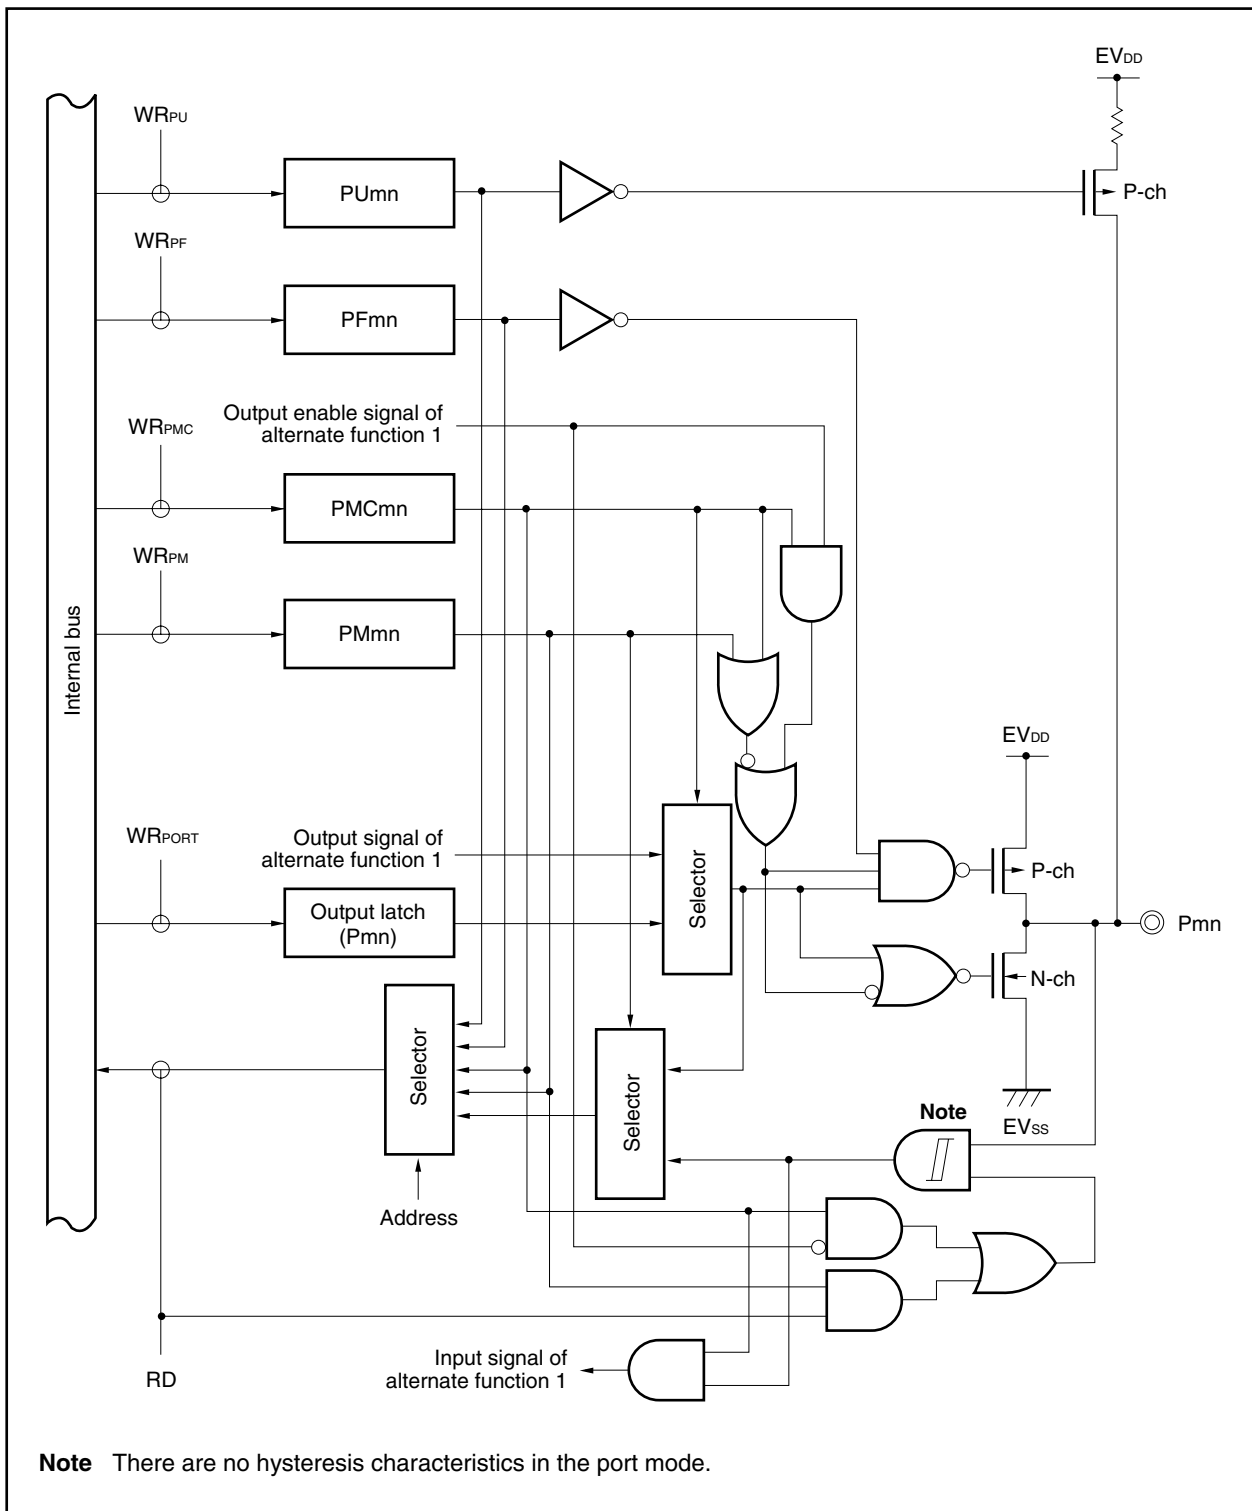 EVDD
WRPU
PUmn
P-ch
WRPF
PFmn
Output enable signal of
alternate function 1
WRPMC
PMCmn
WRPM
PMmn
Internal bus
EVDD
WRPORT
Output signal of
alternate function 1
Selector
P-ch
Output latch
(Pmn)
Pmn
N-ch
Selector
Selector
Note
EVSS
Address
Input signal of
alternate function 1
RD
Note There are no hysteresis characteristics in the port mode.